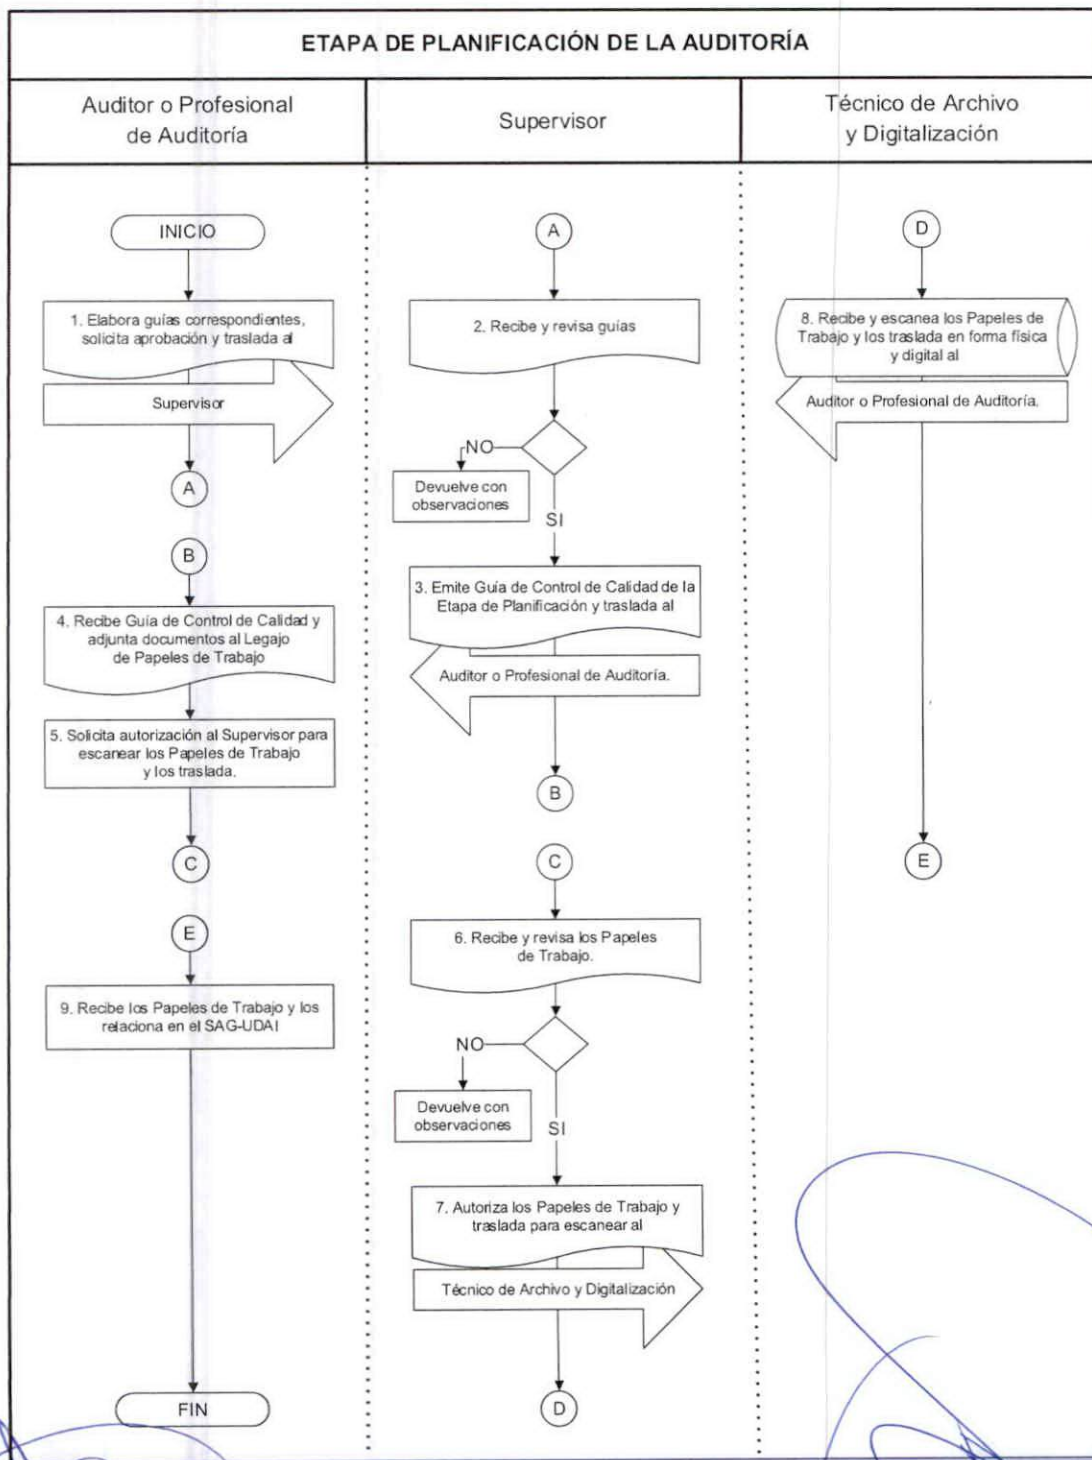 ETAPA DE PLANIFICACIÓN DE LA AUDITORÍA
Auditor o Profesional
de Auditoría
Supervisor
Técnico de Archivo
y Digitalización
INICIO
1. Elabora guías correspondientes,
solicita aprobación y traslada al
Supervisor
A
B
4. Recibe Guía de Control de Calidad y
adjunta documentos al Legajo
de Papeles de Trabajo
5. Solicita autorización al Supervisor para
escanear los Papeles de Trabajo
y los traslada.
C
E
9. Recibe los Papeles de Trabajo y los
relaciona en el SAG-UDAI
FIN
A
2. Recibe y revisa guías
NO
Devuelve con
observaciones
SI
3. Emite Guía de Control de Calidad de la
Etapa de Planificación y traslada al
Auditor o Profesional de Auditoría.
B
C
6. Recibe y revisa los Papeles
de Trabajo.
NO
Devuelve con
observaciones
SI
7. Autoriza los Papeles de Trabajo y
traslada para escanear al
Técnico de Archivo y Digitalización
D
D
8. Recibe y escanea los Papeles de
Trabajo y los traslada en forma física
y digital al
Auditor o Profesional de Auditoría.
E